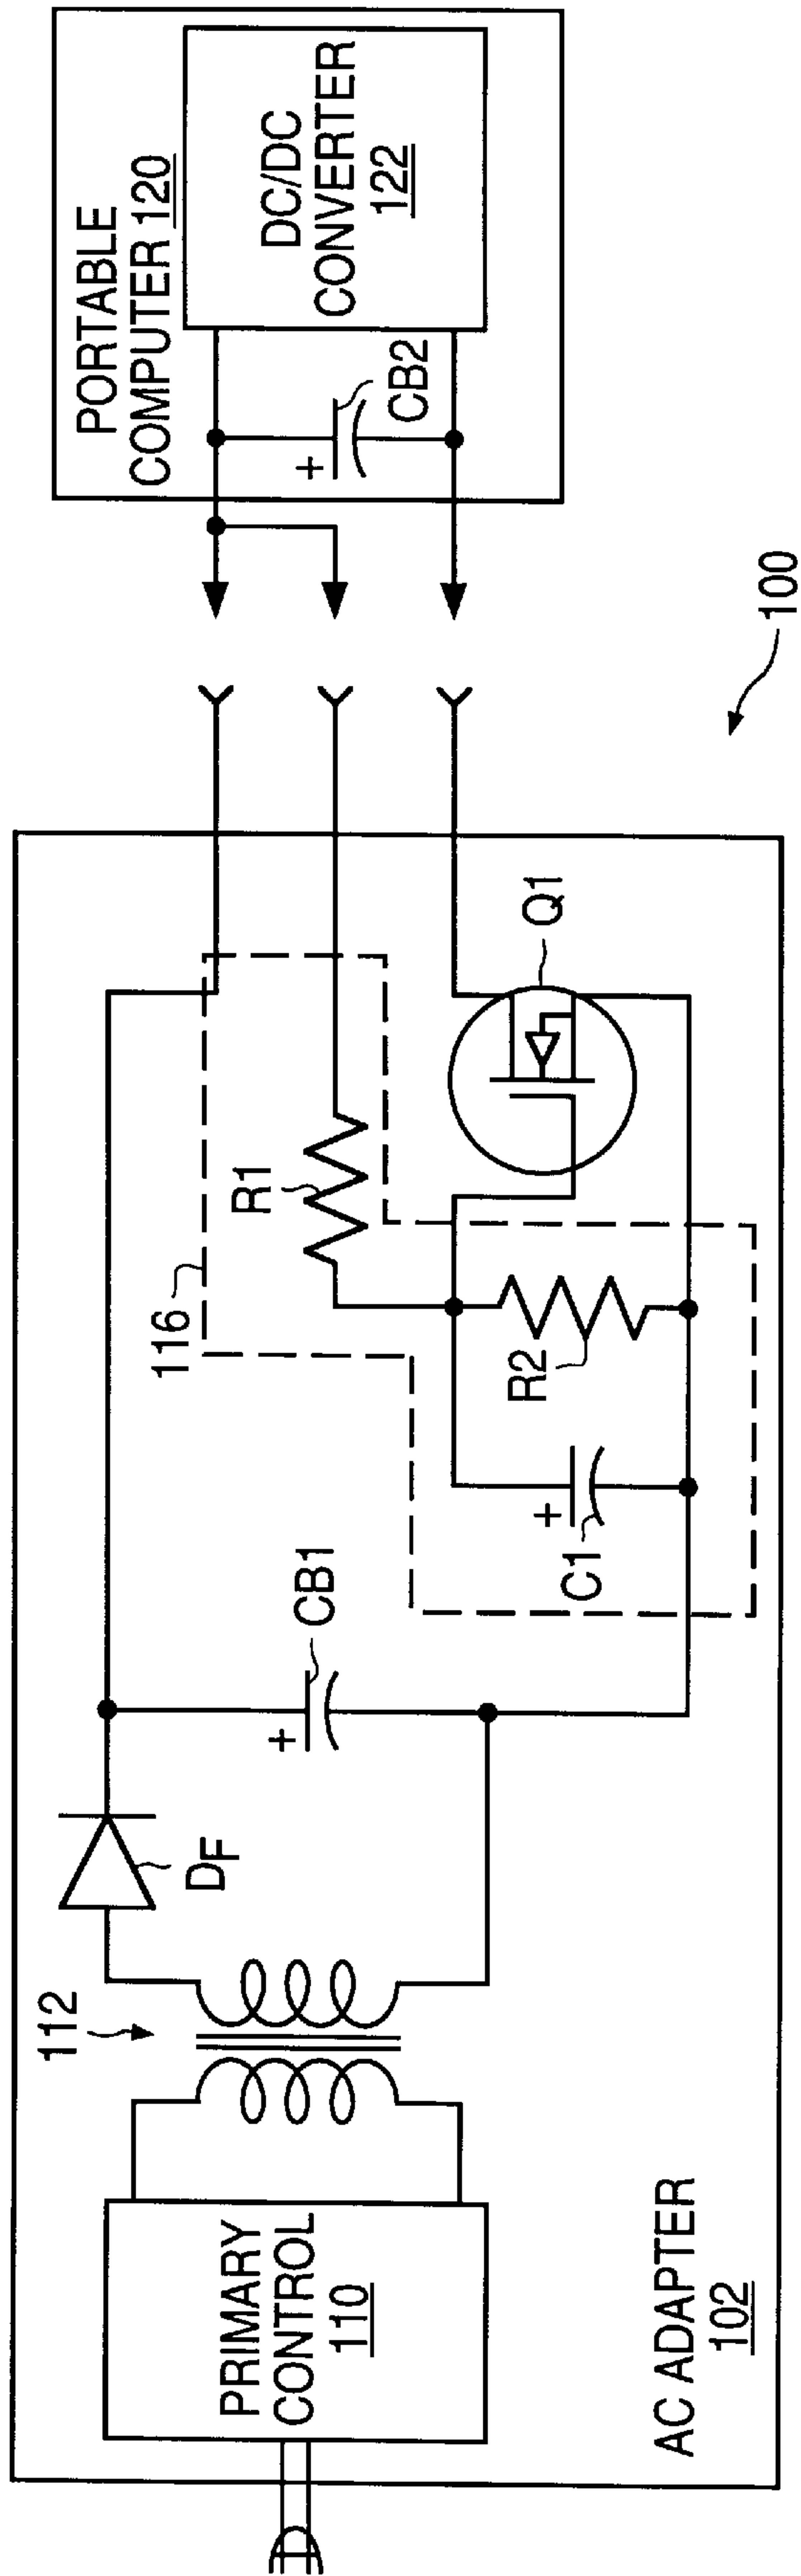 PORTABLE
COMPUTER 120
DC/DC
CONVERTER
122
+
CB2
100
Q1
R1
116
R2
+
C1
CB1
+
DF
112
PRIMARY
CONTROL
110
AC ADAPTER
102